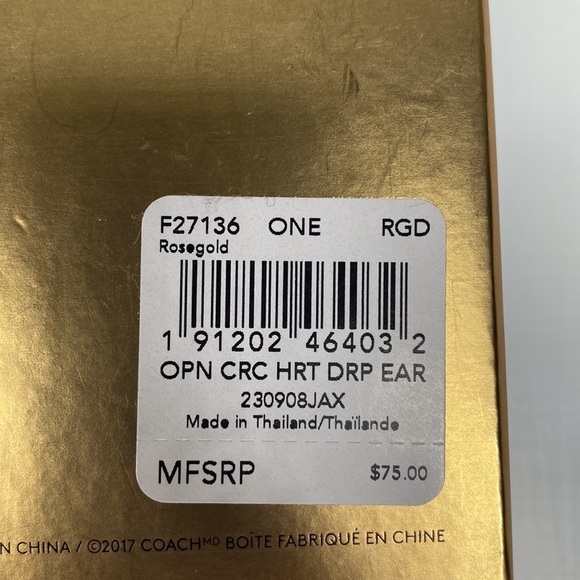 F27136 ONE RGD
Rosegold
1 91202 46403 2
OPN CRC HRT DRP EAR
230908JAX
Made in Thailand/Thaïlande
MFSRP $75.00
N CHINA / ©2017 COACHᴹᴰ BOÎTE FABRIQUÉ EN CHINE